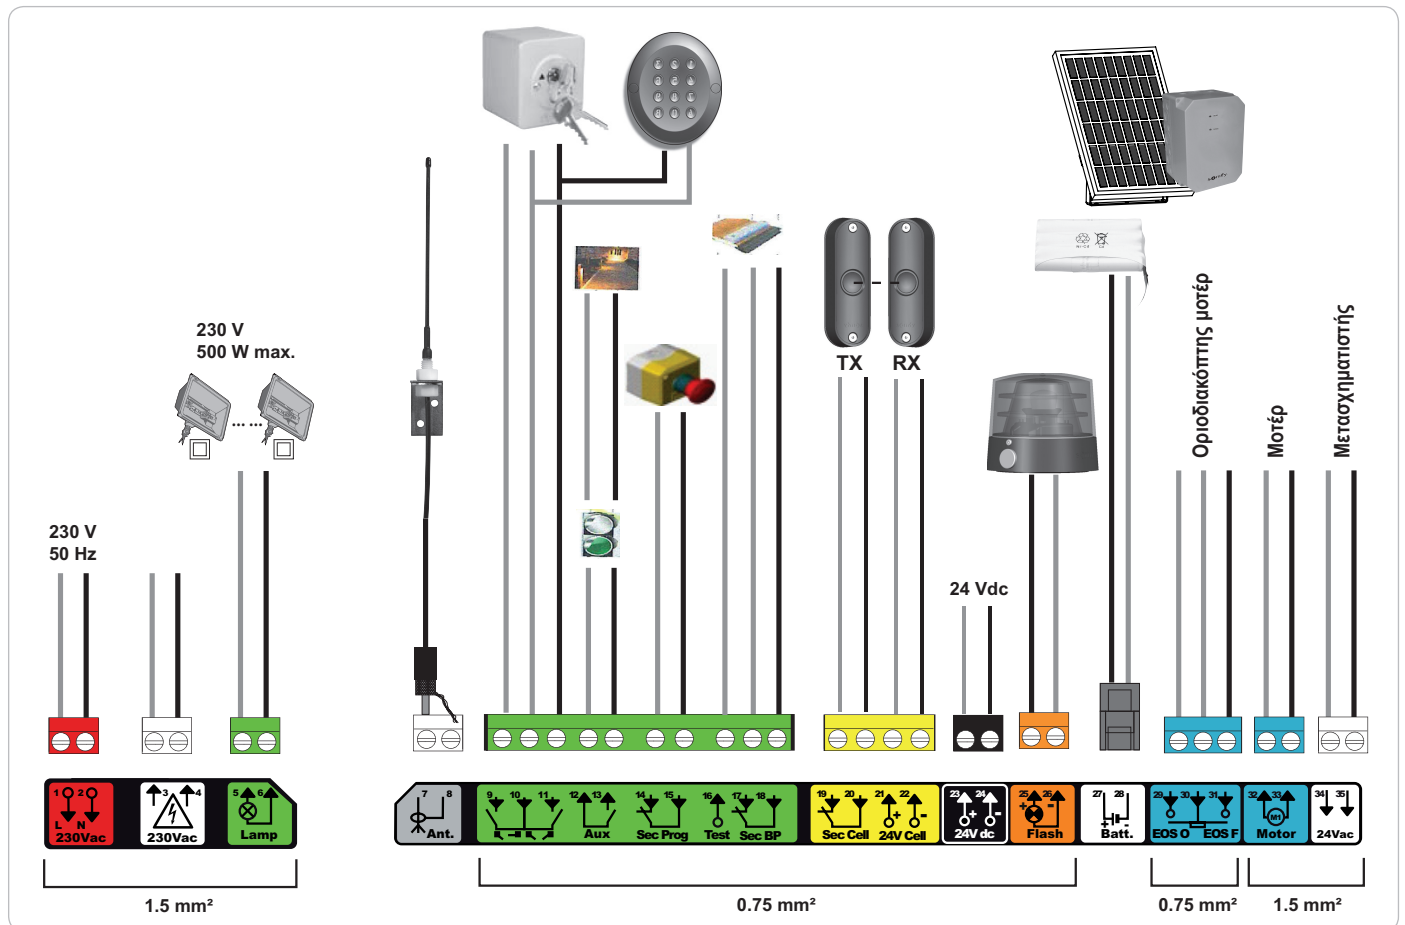 230 V
500 W max.
... ...
230 V
50 Hz
TX RX
24 Vdc
Οριοδιακόπτης μοτέρ
Μοτέρ
Μετασχηματιστής
somfy
1 2
L N
230Vac
3 4
230Vac
5 6
Lamp
7 8
Ant.
9 10 11
12 13
Aux
14 15
Sec Prog
16
Test
17 18
Sec BP
19 20
Sec Cell
21 22
+ -
24V Cell
23 24
+ -
24V dc
25 26
+ -
Flash
27 28
+ -
Batt.
29 30 31
EOS O EOS F
32 33
M1
Motor
34 35
24Vac
1.5 mm²
0.75 mm²
0.75 mm²
1.5 mm²